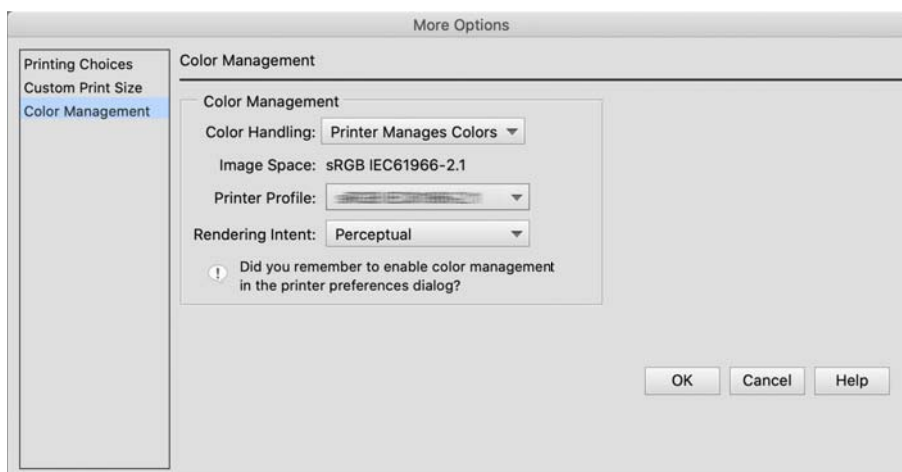 More Options
Printing Choices
Custom Print Size
Color Management
Color Management
Color Management
Color Handling: Printer Manages Colors
Image Space: sRGB IEC61966-2.1
Printer Profile:
Rendering Intent: Perceptual
! Did you remember to enable color management
in the printer preferences dialog?
OK Cancel Help